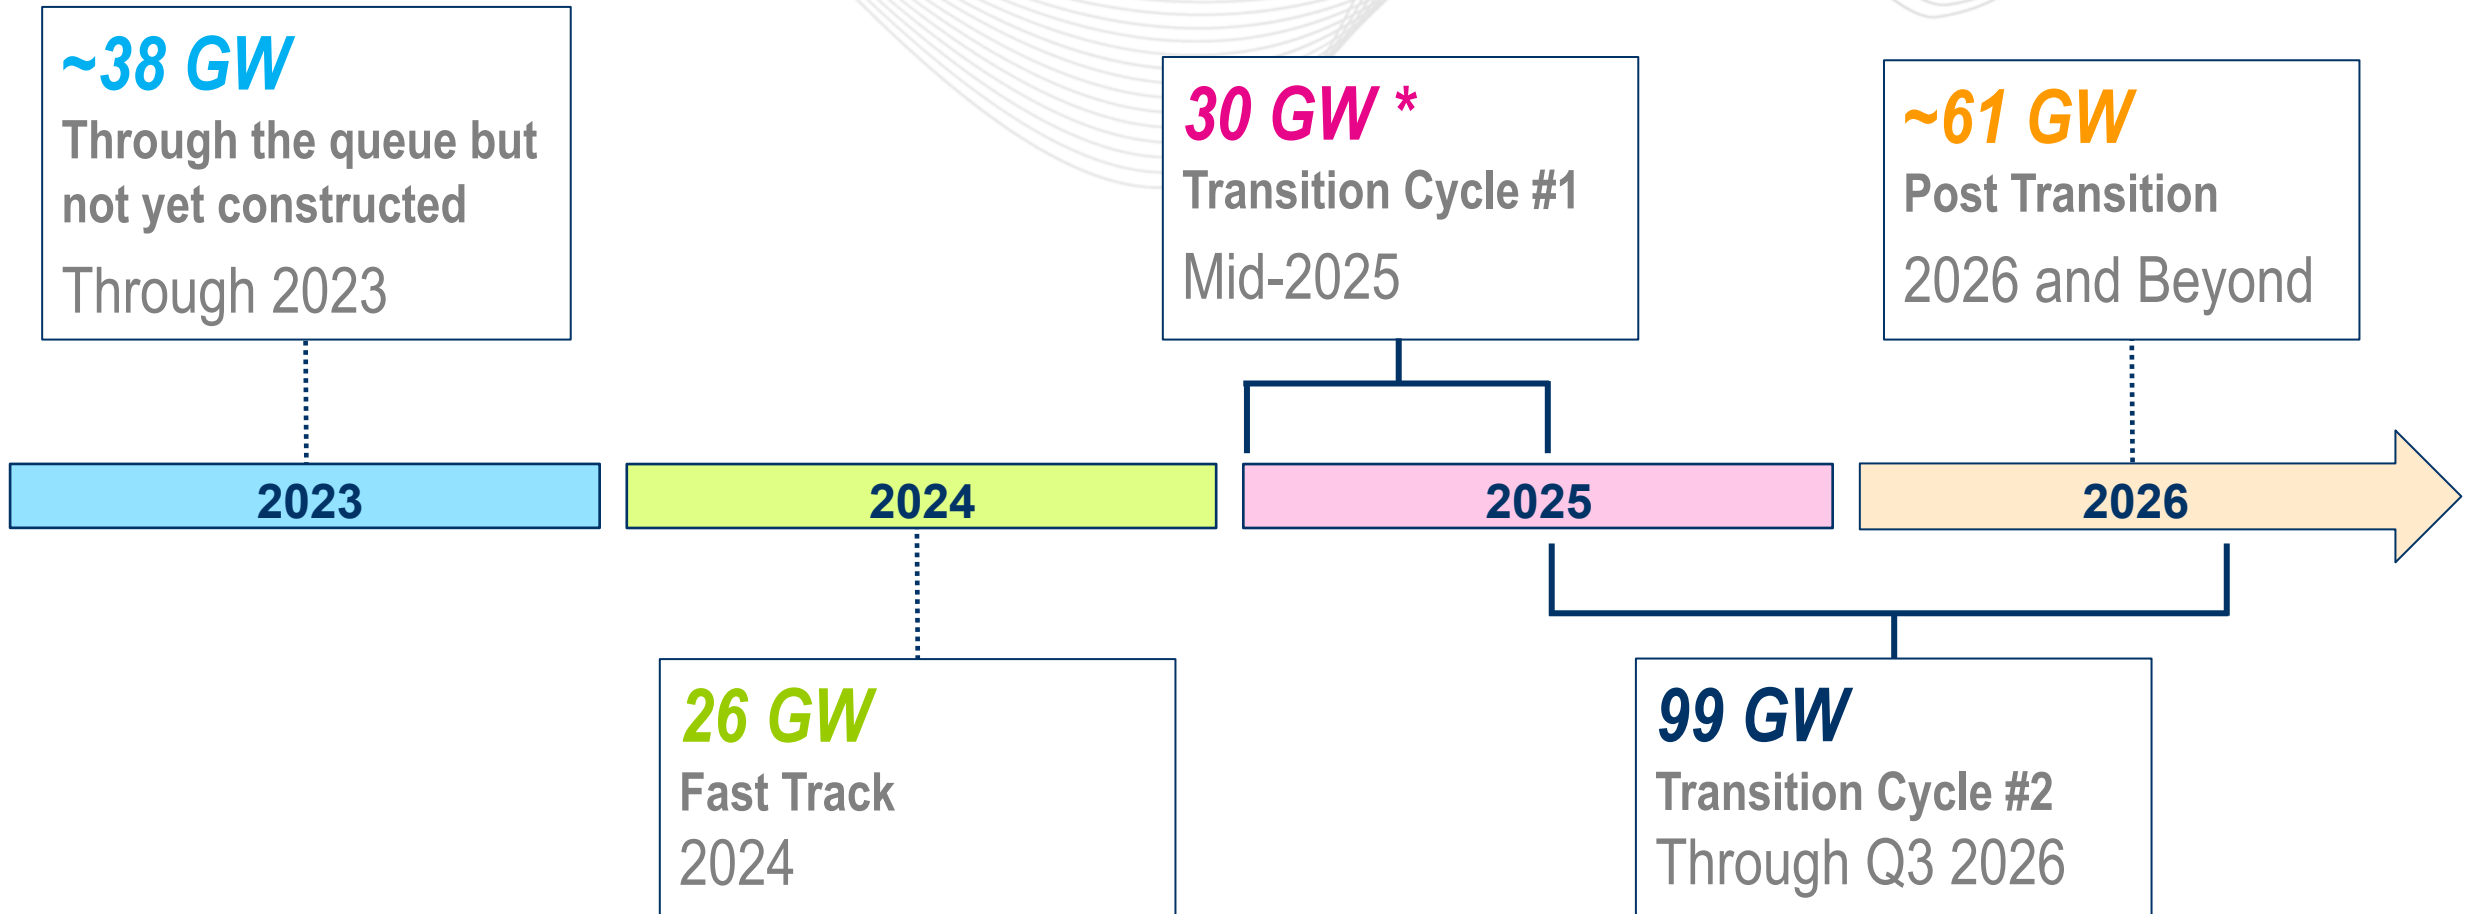 ~38 GW
Through the queue but
not yet constructed
Through 2023
30 GW *
Transition Cycle #1
Mid-2025
~61 GW
Post Transition
2026 and Beyond
2023
2024
2025
2026
26 GW
Fast Track
2024
99 GW
Transition Cycle #2
Through Q3 2026